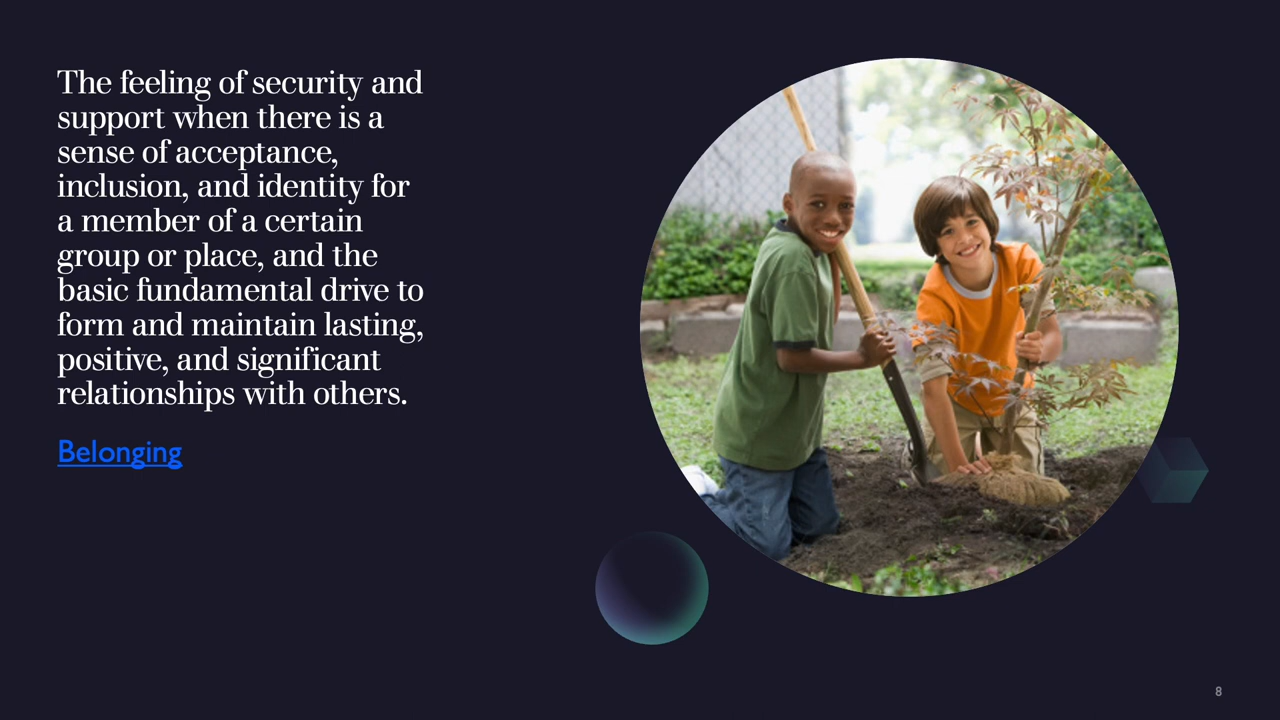 The feeling of security and
support when there is a
sense of acceptance,
inclusion, and identity for
a member of a certain
group or place, and the
basic fundamental drive to
form and maintain lasting,
positive, and significant
relationships with others.
Belonging
8